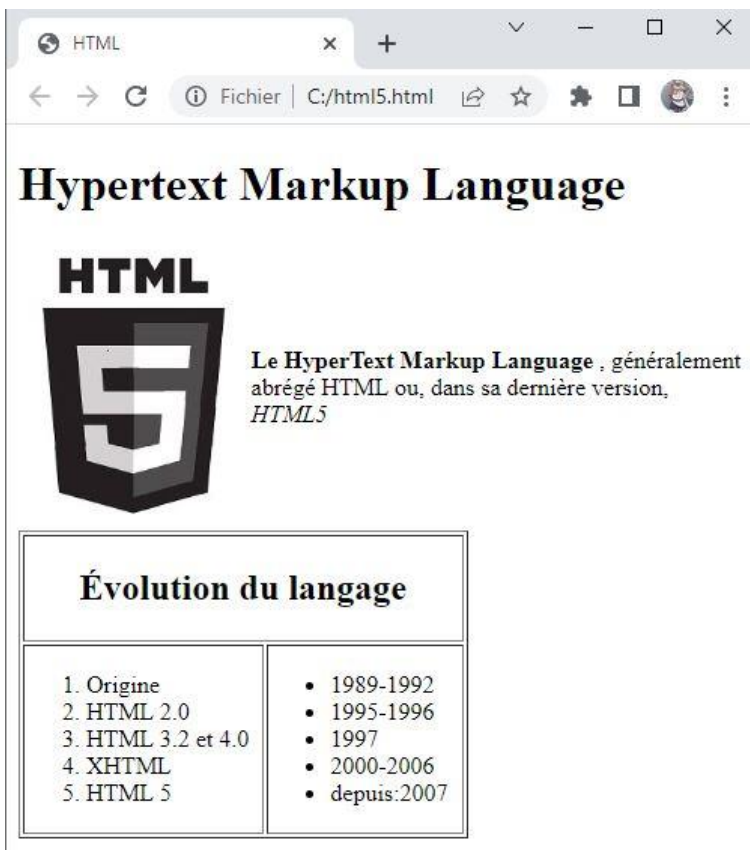 HTML
Fichier | C:/html5.html
Hypertext Markup Language
HTML
5
Le HyperText Markup Language , généralement
abrégé HTML ou, dans sa dernière version,
HTML5
Évolution du langage
1. Origine
2. HTML 2.0
3. HTML 3.2 et 4.0
4. XHTML
5. HTML 5
• 1989-1992
• 1995-1996
• 1997
• 2000-2006
• depuis:2007